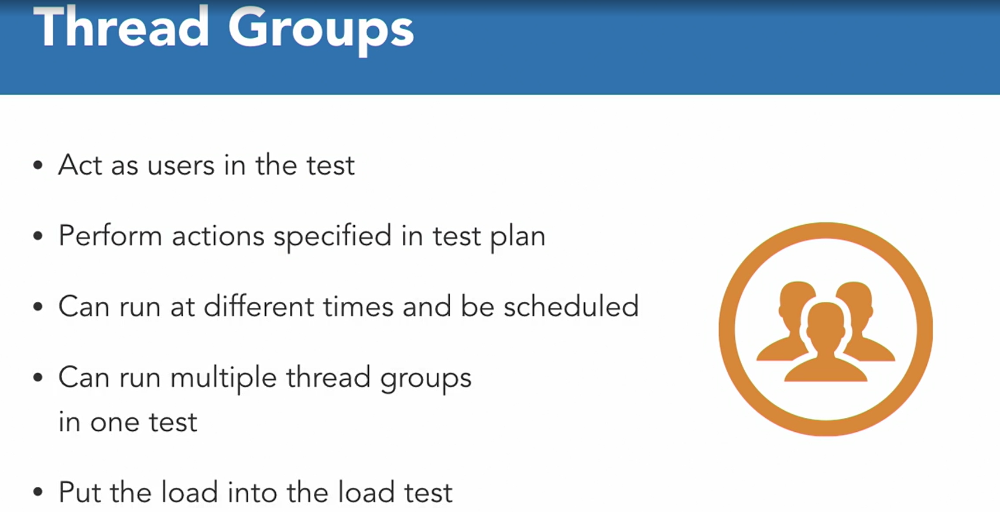 Thread Groups
• Act as users in the test
• Perform actions specified in test plan
• Can run at different times and be scheduled
• Can run multiple thread groups
in one test
• Put the load into the load test